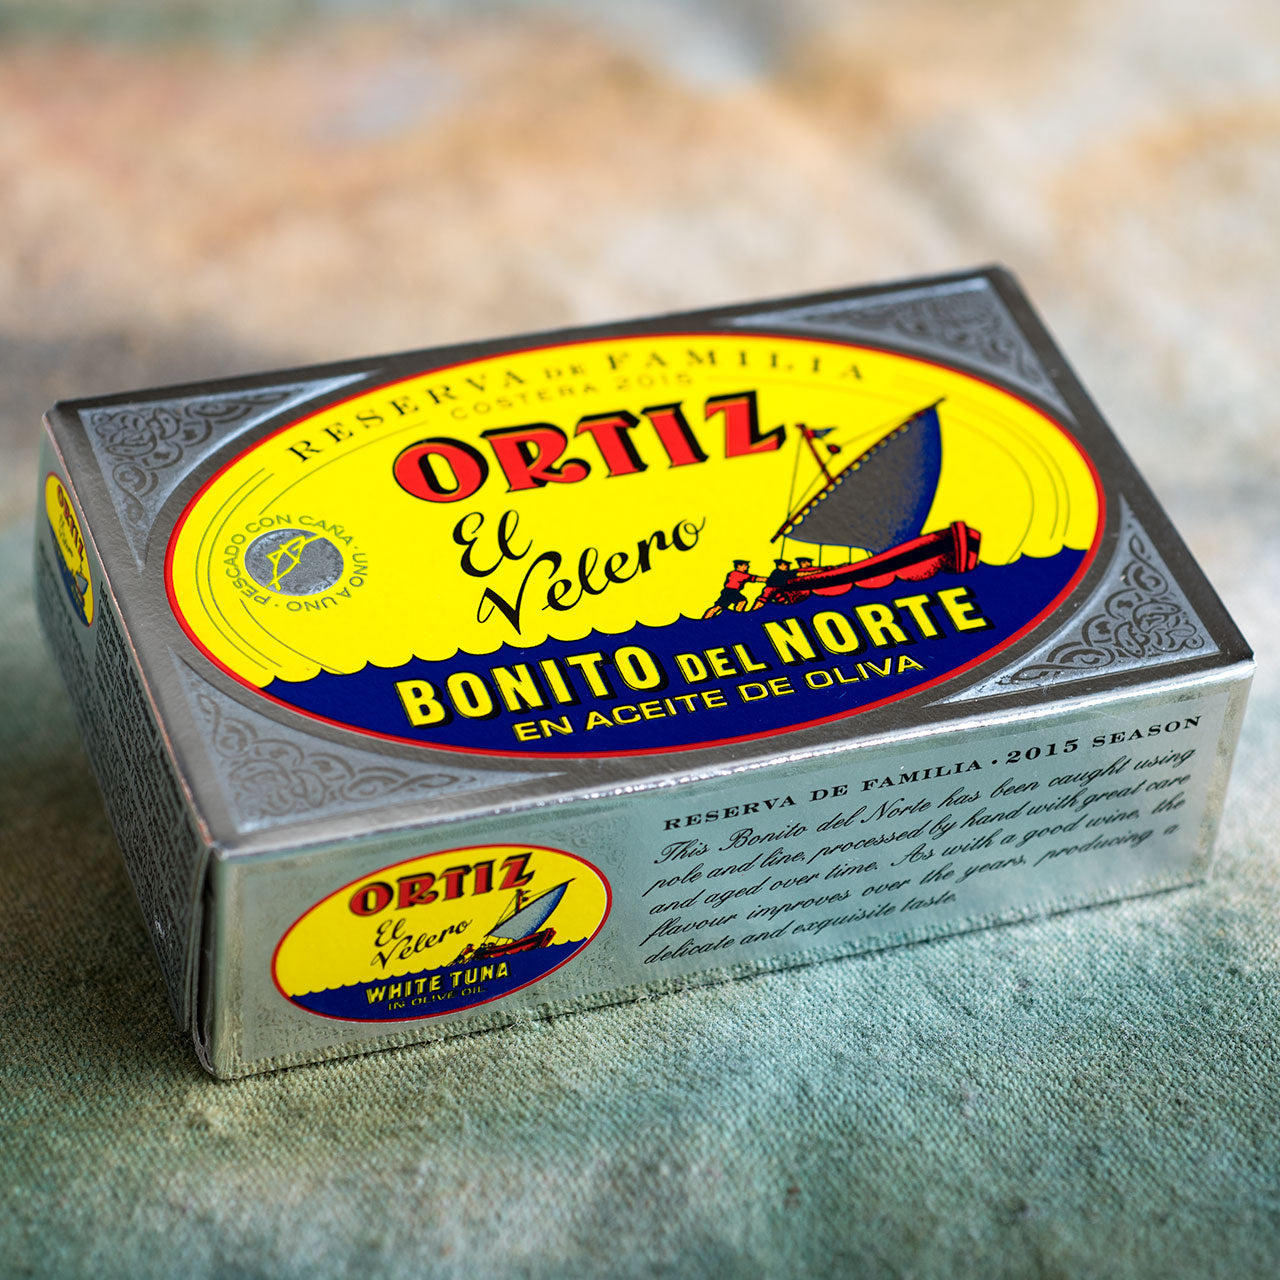 RESERVA DE FAMILIA
COSTERA 2015
ORTIZ
El
Velero
PESCADO CON CAÑA · UNO A UNO ·
BONITO DEL NORTE
EN ACEITE DE OLIVA
ORTIZ
RESERVA DE FAMILIA · 2015 SEASON
This Bonito del Norte has been caught using
pole and line, processed by hand with great care
and aged over time. As with a good wine, the
flavour improves over the years, producing a
delicate and exquisite taste.
ORTIZ
El
Velero
WHITE TUNA
IN OLIVE OIL